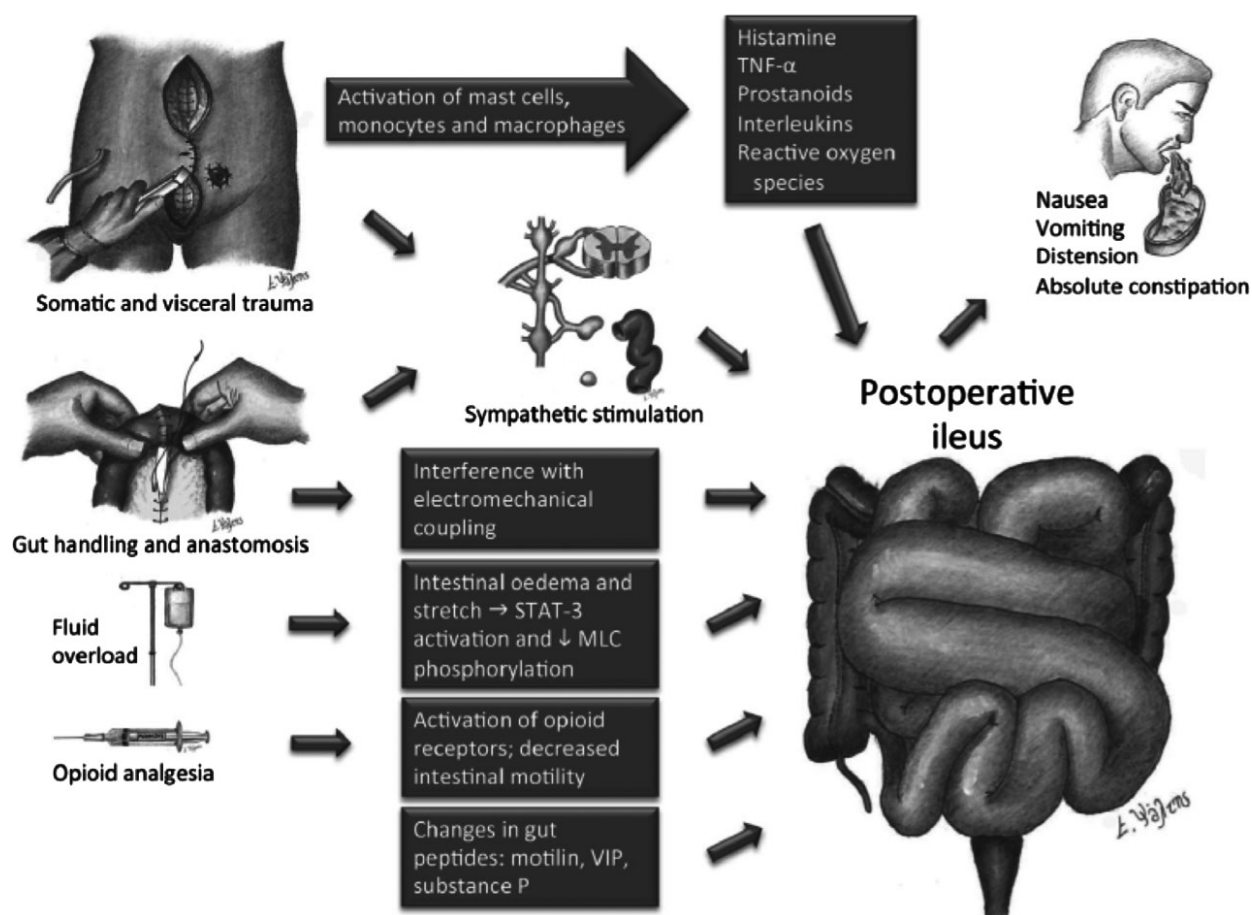 Activation of mast cells,
monocytes and macrophages
Histamine
TNF-α
Prostanoids
Interleukins
Reactive oxygen
species
Nausea
Vomiting
Distension
Absolute constipation
Somatic and visceral trauma
Sympathetic stimulation
Postoperative
ileus
Gut handling and anastomosis
Interference with
electromechanical
coupling
Fluid
overload
Intestinal oedema and
stretch → STAT-3
activation and ↓ MLC
phosphorylation
Opioid analgesia
Activation of opioid
receptors; decreased
intestinal motility
Changes in gut
peptides: motilin, VIP,
substance P